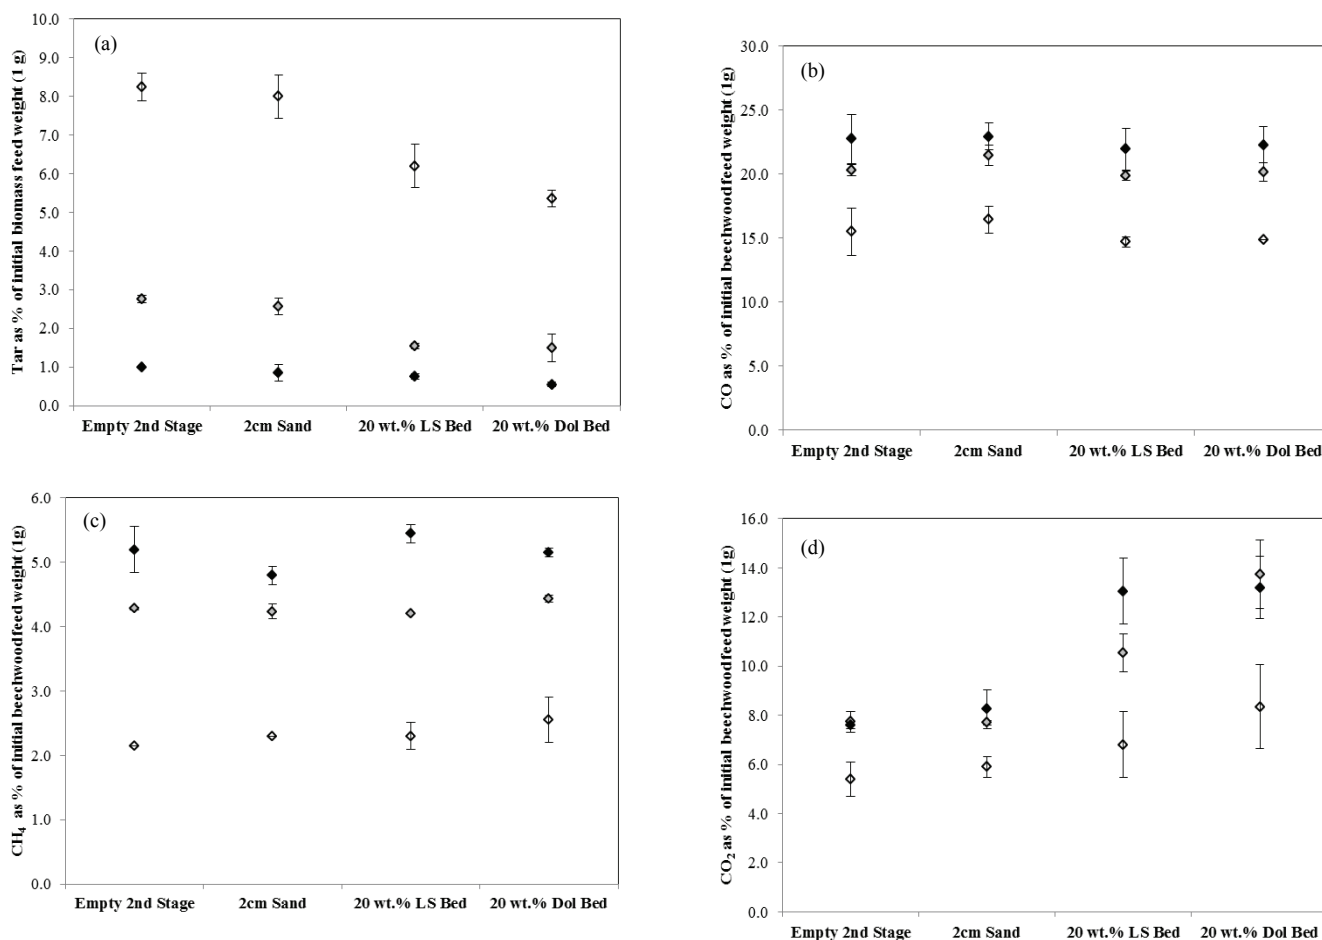 (a)
Tar as % of initial biomass feed weight (1 g)
10.0
9.0
8.0
7.0
6.0
5.0
4.0
3.0
2.0
1.0
0.0
Empty 2nd Stage 2cm Sand 20 wt.% LS Bed 20 wt.% Dol Bed
(b)
CO as % of initial beechwoodfeed weight (1g)
30.0
25.0
20.0
15.0
10.0
5.0
0.0
Empty 2nd Stage 2cm Sand 20 wt.% LS Bed 20 wt.% Dol Bed
(c)
CH₄ as % of initial beechwoodfeed weight (1g)
6.0
5.0
4.0
3.0
2.0
1.0
0.0
Empty 2nd Stage 2cm Sand 20 wt.% LS Bed 20 wt.% Dol Bed
(d)
CO₂ as % of initial beechwoodfeed weight (1g)
16.0
14.0
12.0
10.0
8.0
6.0
4.0
2.0
0.0
Empty 2nd Stage 2cm Sand 20 wt.% LS Bed 20 wt.% Dol Bed